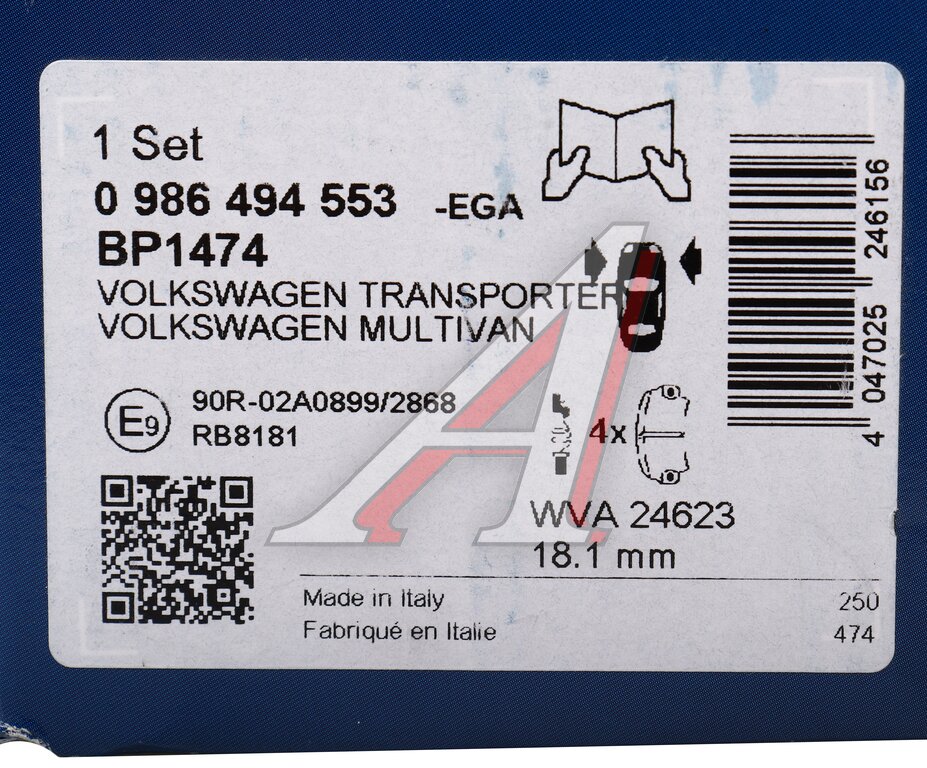 1 Set
0 986 494 553 -EGA
BP1474
VOLKSWAGEN TRANSPORTER
VOLKSWAGEN MULTIVAN
E9
90R-02A0899/2868
RB8181
4x
WVA 24623
18.1 mm
Made in Italy
Fabriqué en Italie
250
474
4 047025 246156